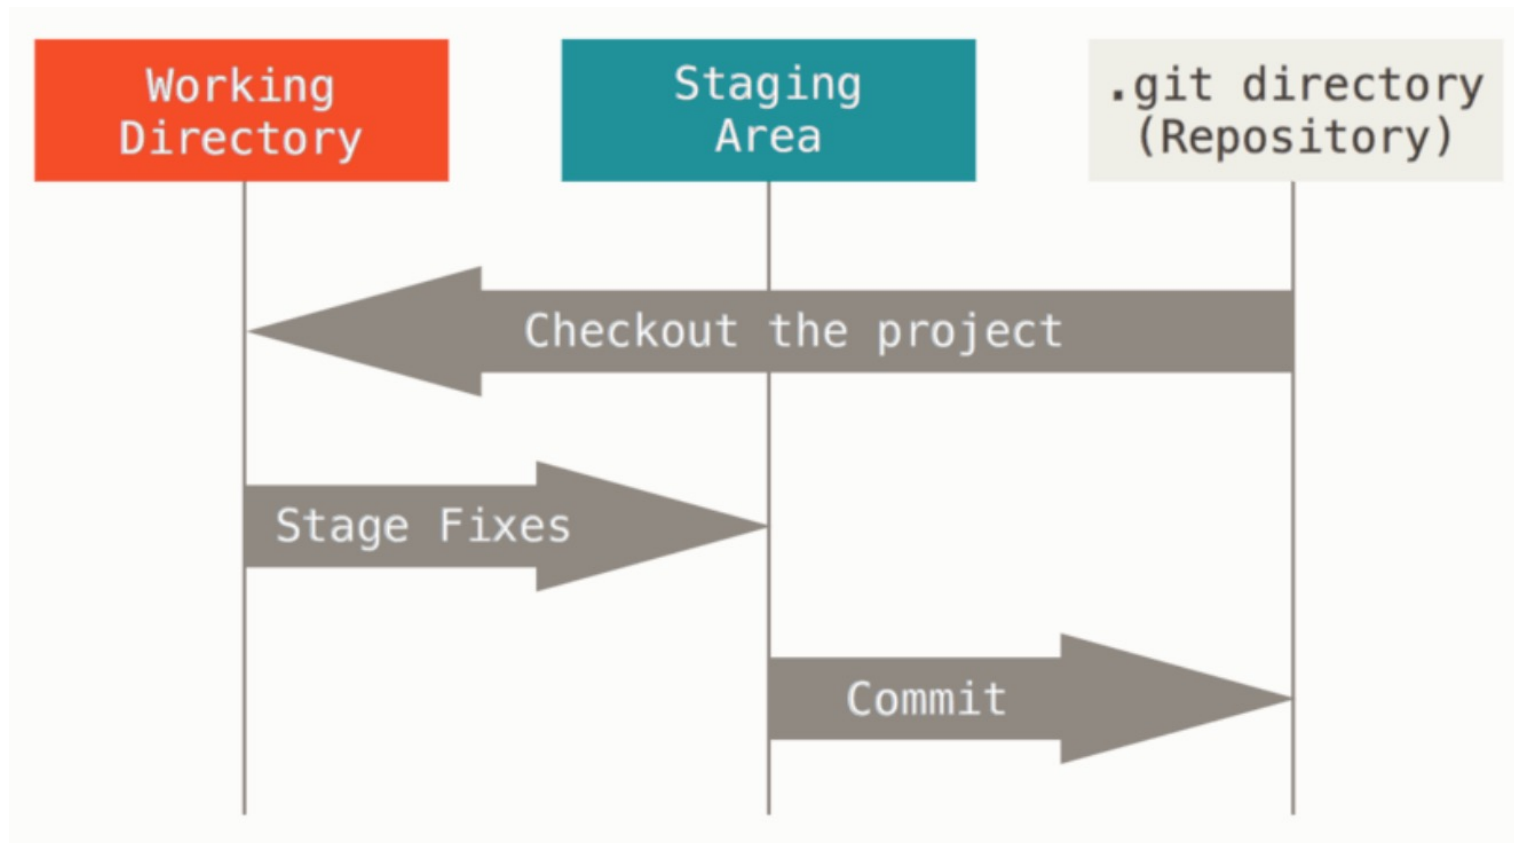 Working
Directory
Staging
Area
.git directory
(Repository)
Checkout the project
Stage Fixes
Commit